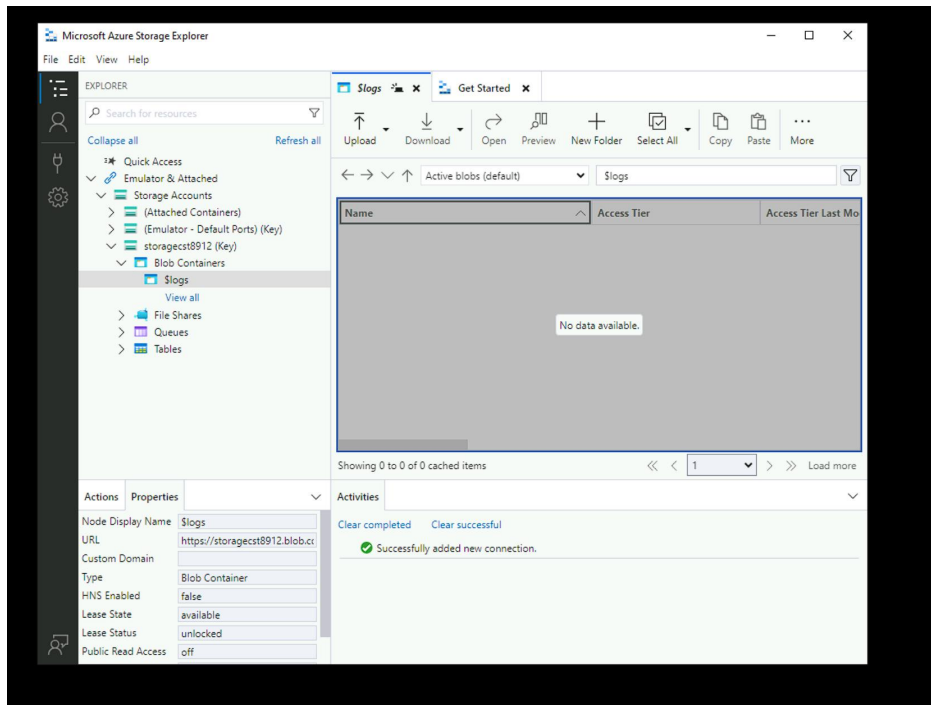 Microsoft Azure Storage Explorer
File Edit View Help
EXPLORER
Search for resources
Collapse all Refresh all
Quick Access
Emulator & Attached
Storage Accounts
(Attached Containers)
(Emulator - Default Ports) (Key)
storagecst8912 (Key)
Blob Containers
$logs
View all
File Shares
Queues
Tables
$logs Get Started
Upload Download Open Preview New Folder Select All Copy Paste More
Active blobs (default) $logs
Name Access Tier Access Tier Last Mo
No data available.
Showing 0 to 0 of 0 cached items 1 Load more
Actions Properties
Node Display Name $logs
URL https://storagecst8912.blob.cc
Custom Domain
Type Blob Container
HNS Enabled false
Lease State available
Lease Status unlocked
Public Read Access off
Activities
Clear completed Clear successful
Successfully added new connection.